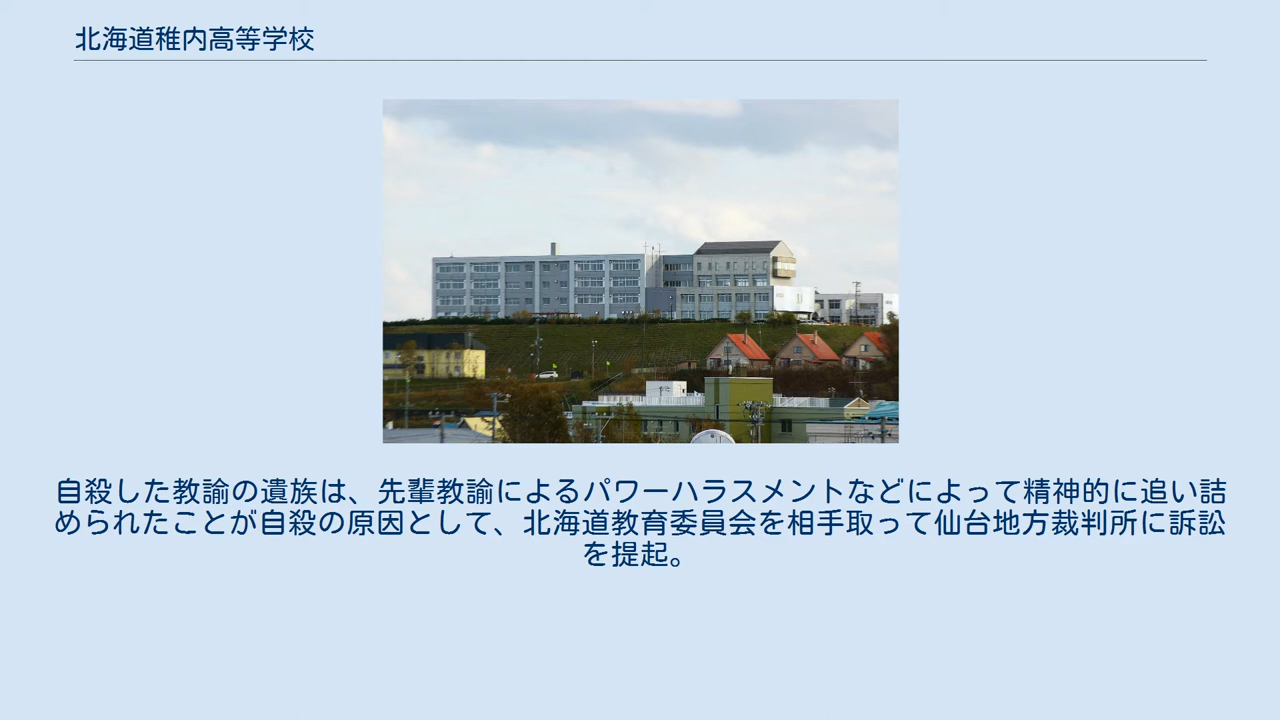 北海道稚内高等学校
自殺した教諭の遺族は、先輩教諭によるパワーハラスメントなどによって精神的に追い詰
められたことが自殺の原因として、北海道教育委員会を相手取って仙台地方裁判所に訴訟
を提起。